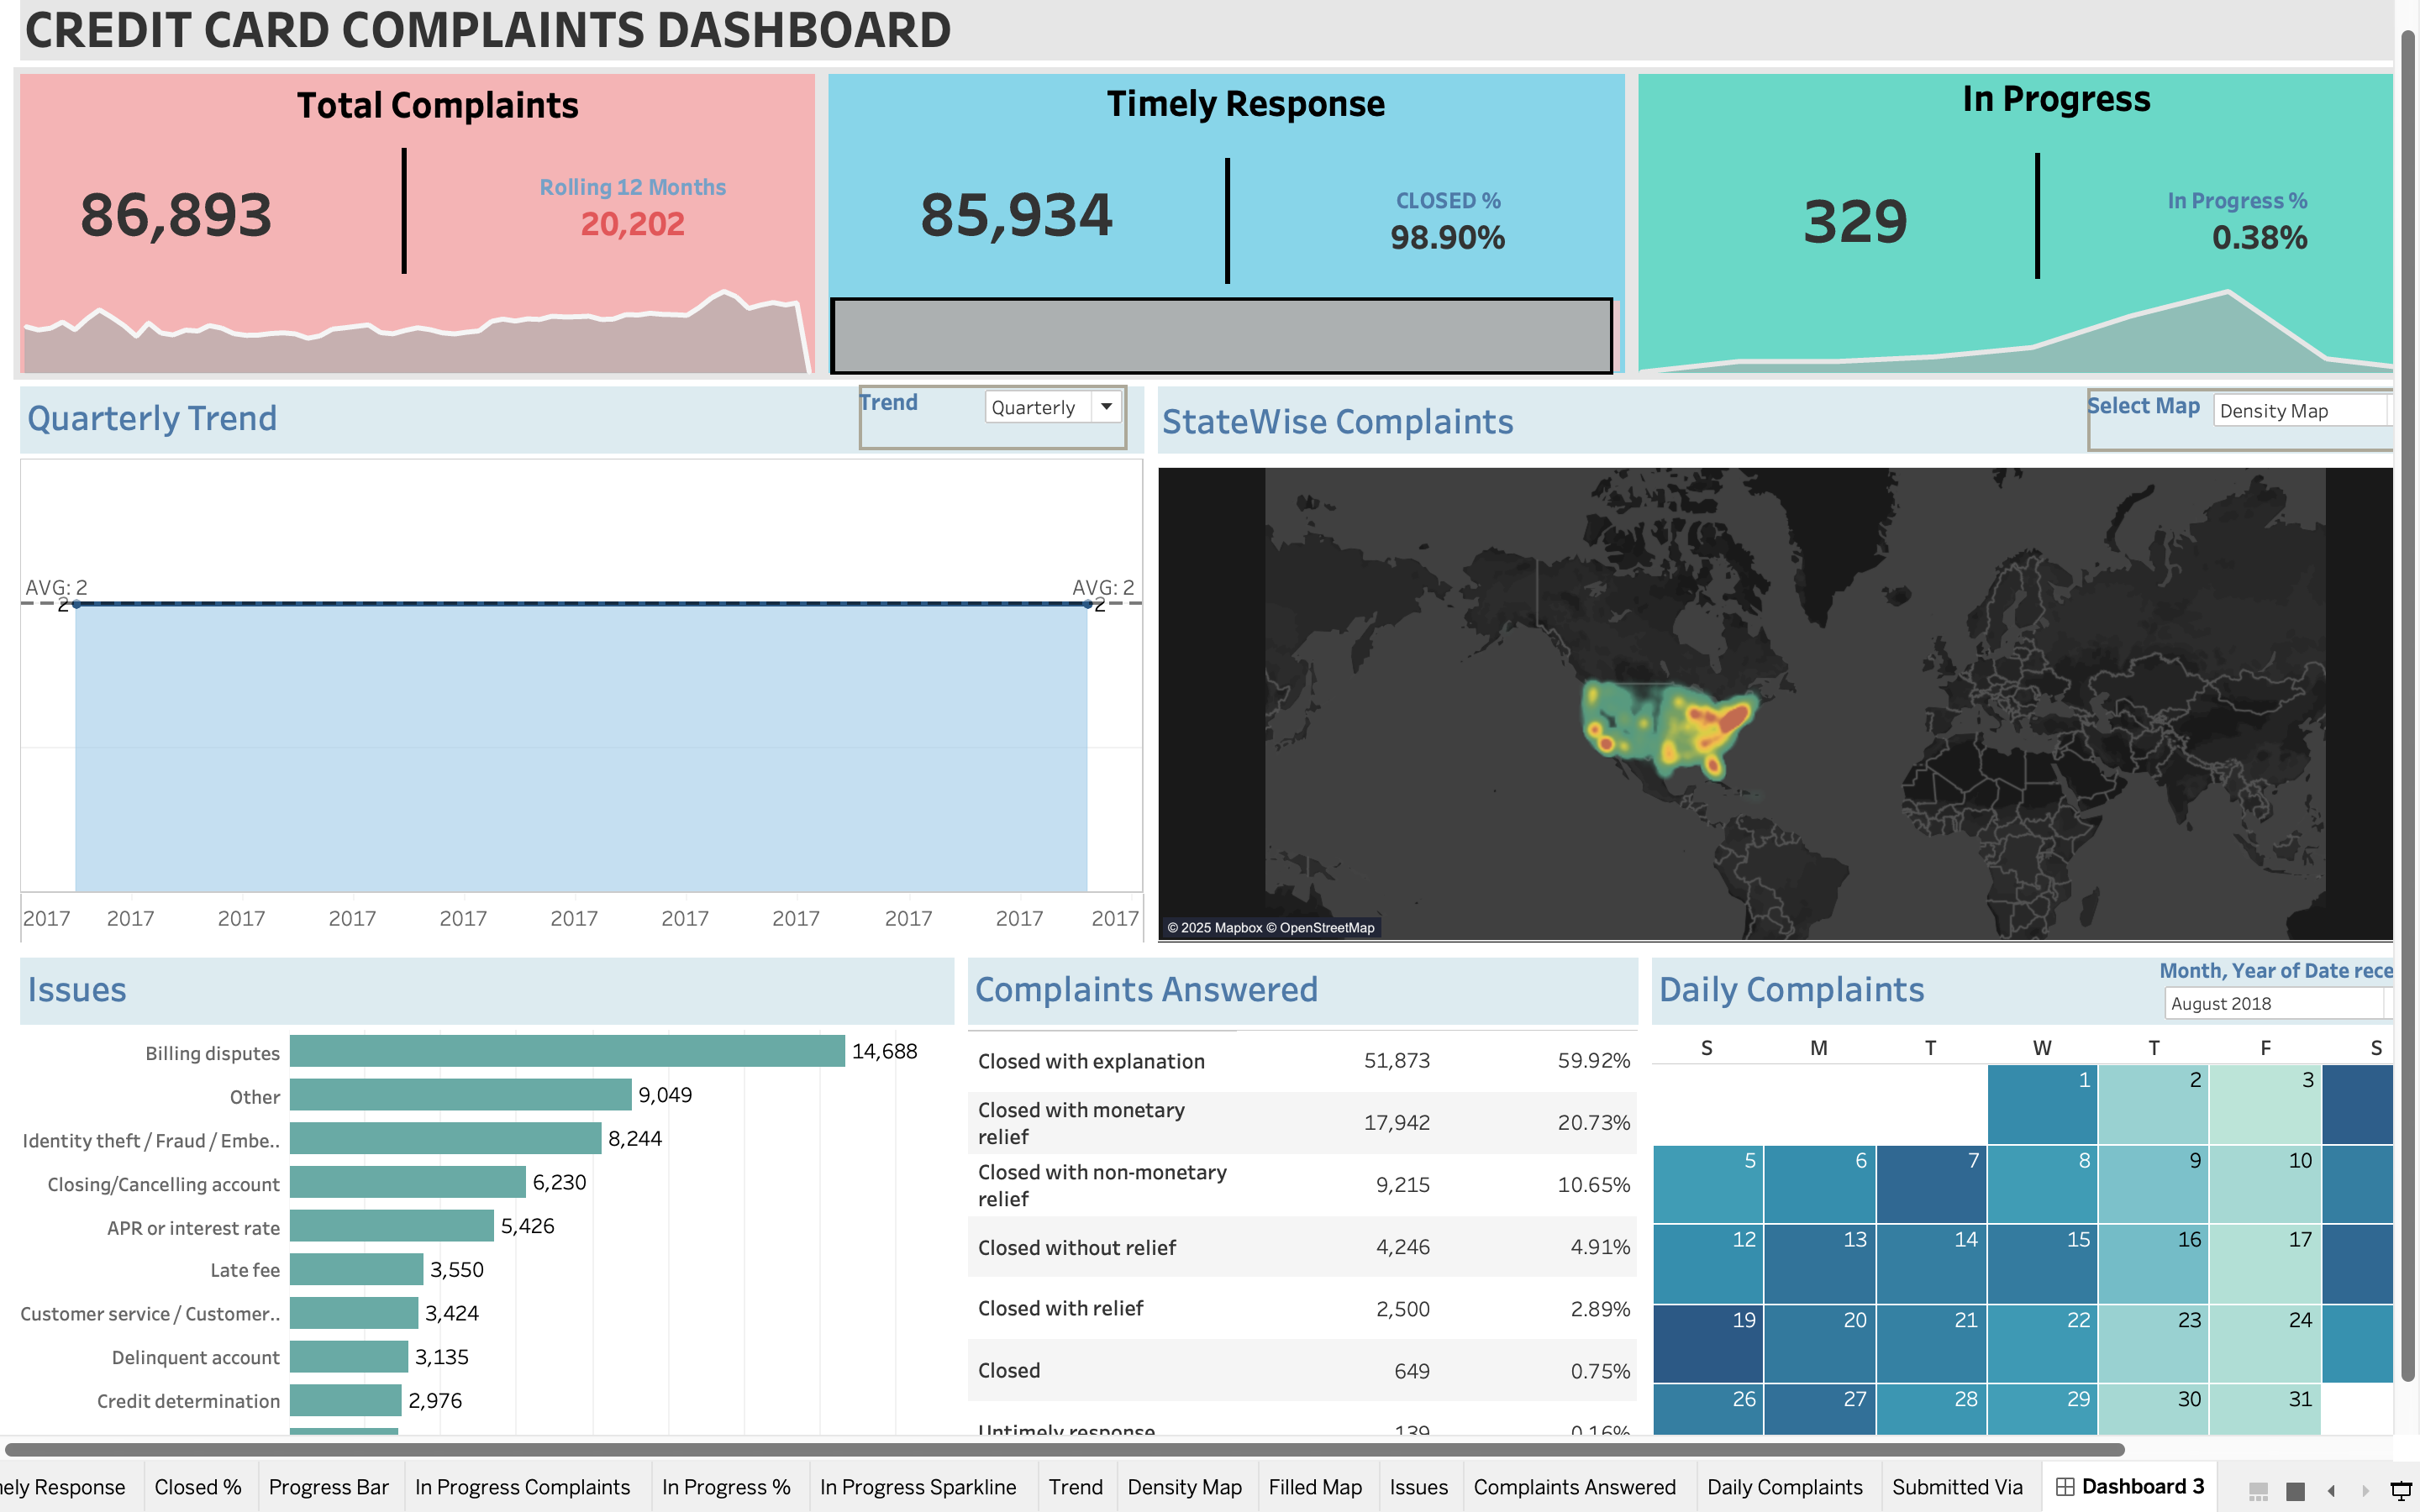 CREDIT CARD COMPLAINTS DASHBOARD
Total Complaints
86,893
Rolling 12 Months
20,202
Timely Response
85,934
CLOSED %
98.90%
In Progress
329
In Progress %
0.38%
Quarterly Trend
Trend
Quarterly
StateWise Complaints
Select Map
Density Map
AVG: 2
AVG: 2
2
2
2017 2017 2017 2017 2017 2017 2017 2017 2017 2017 2017
© 2025 Mapbox © OpenStreetMap
Issues
Billing disputes 14,688
Other 9,049
Identity theft / Fraud / Embe.. 8,244
Closing/Cancelling account 6,230
APR or interest rate 5,426
Late fee 3,550
Customer service / Customer.. 3,424
Delinquent account 3,135
Credit determination 2,976
Complaints Answered
Closed with explanation 51,873 59.92%
Closed with monetary
relief 17,942 20.73%
Closed with non-monetary
relief 9,215 10.65%
Closed without relief 4,246 4.91%
Closed with relief 2,500 2.89%
Closed 649 0.75%
Untimely response 139 0.16%
Daily Complaints
Month, Year of Date rece
August 2018
S M T W T F S
1 2 3
5 6 7 8 9 10
12 13 14 15 16 17
19 20 21 22 23 24
26 27 28 29 30 31
nely Response Closed % Progress Bar In Progress Complaints In Progress % In Progress Sparkline Trend Density Map Filled Map Issues Complaints Answered Daily Complaints Submitted Via Dashboard 3